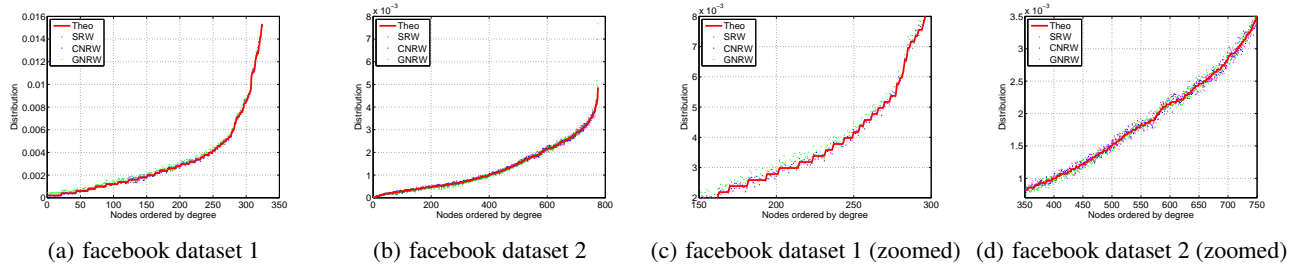 0.016
0.014
0.012
0.01
0.008
0.006
0.004
0.002
0
Distribution
Theo
SRW
CNRW
GNRW
0 50 100 150 200 250 300 350
Nodes ordered by degree
(a) facebook dataset 1
x 10⁻³
8
7
6
5
4
3
2
1
0
Distribution
Theo
SRW
CNRW
GNRW
0 200 400 600 800
Nodes ordered by degree
(b) facebook dataset 2
x 10⁻³
8
7
6
5
4
3
2
Distribution
Theo
SRW
CNRW
GNRW
150 200 250 300
Nodes ordered by degree
(c) facebook dataset 1 (zoomed)
x 10⁻³
3.5
3
2.5
2
1.5
1
Distribution
Theo
SRW
CNRW
GNRW
350 400 450 500 550 600 650 700 750
Nodes ordered by degree
(d) facebook dataset 2 (zoomed)